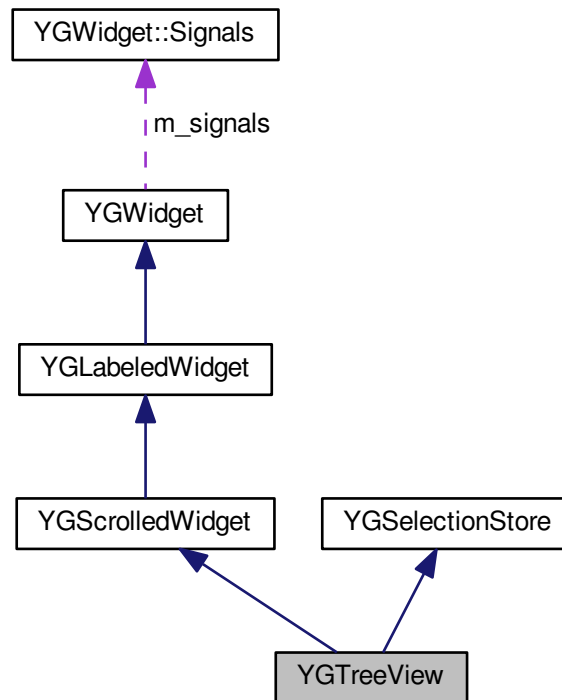 YGWidget::Signals
m_signals
YGWidget
YGLabeledWidget
YGScrolledWidget
YGSelectionStore
YGTreeView